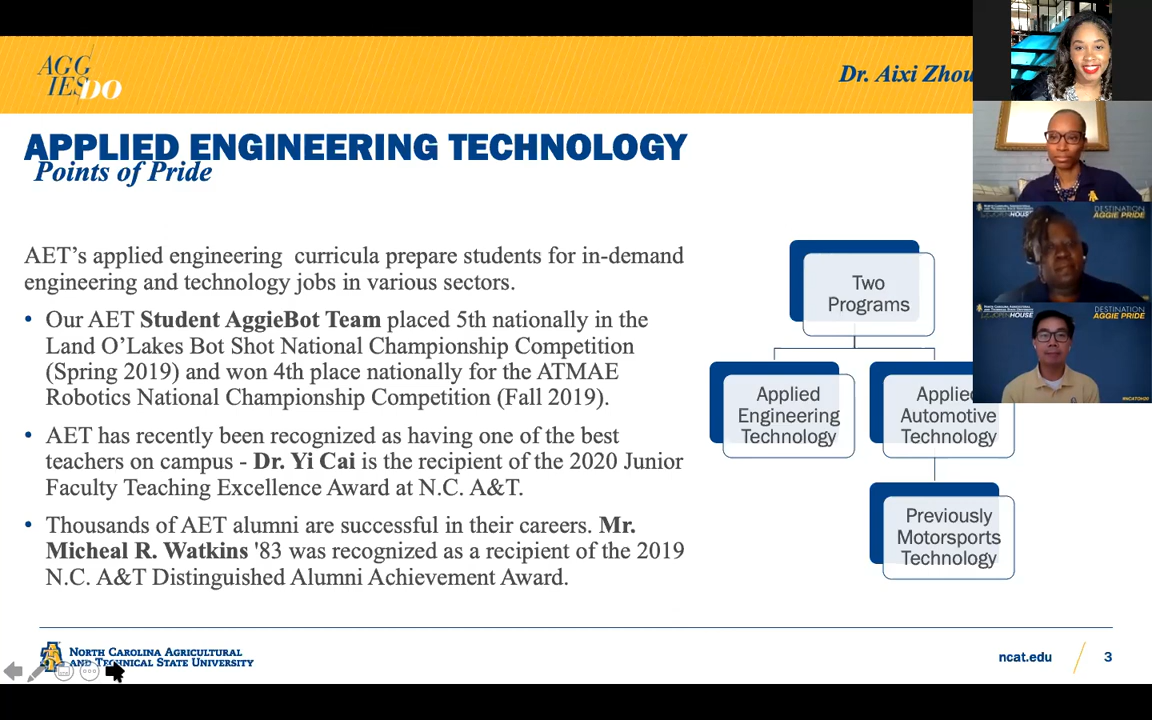 AGG
IES DO
Dr. Aixi Zhou
APPLIED ENGINEERING TECHNOLOGY
Points of Pride
AET’s applied engineering curricula prepare students for in-demand
engineering and technology jobs in various sectors.
• Our AET Student AggieBot Team placed 5th nationally in the
Land O’Lakes Bot Shot National Championship Competition
(Spring 2019) and won 4th place nationally for the ATMAE
Robotics National Championship Competition (Fall 2019).
• AET has recently been recognized as having one of the best
teachers on campus - Dr. Yi Cai is the recipient of the 2020 Junior
Faculty Teaching Excellence Award at N.C. A&T.
• Thousands of AET alumni are successful in their careers. Mr.
Micheal R. Watkins '83 was recognized as a recipient of the 2019
N.C. A&T Distinguished Alumni Achievement Award.
Two
Programs
Applied
Engineering
Technology
Applied
Automotive
Technology
Previously
Motorsports
Technology
DESTINATION
AGGIE PRIDE
HOUSE
DESTINATION
AGGIE PRIDE
HOUSE
NORTH CAROLINA AGRICULTURAL
AND TECHNICAL STATE UNIVERSITY
ncat.edu
3